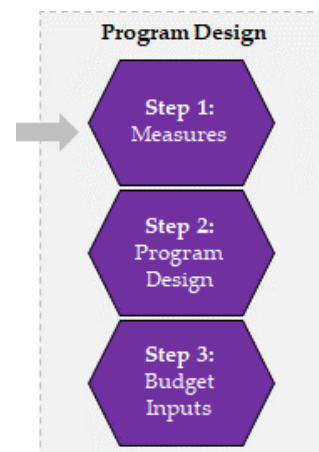 Program Design
Step 1:
Measures
Step 2:
Program
Design
Step 3:
Budget
Inputs